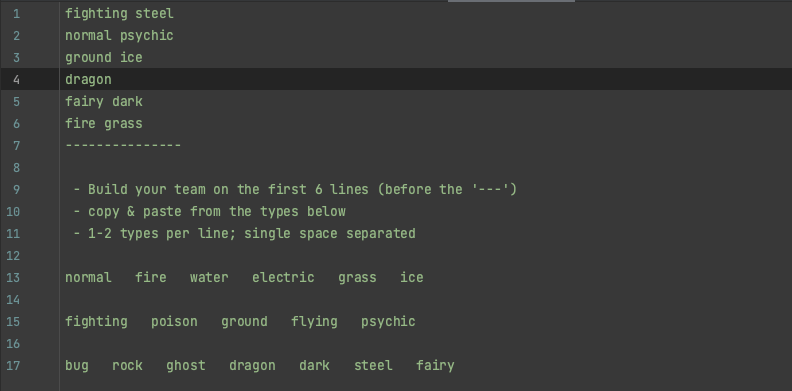 1 fighting steel
2 normal psychic
3 ground ice
4 dragon
5 fairy dark
6 fire grass
7 ---------------
8
9 - Build your team on the first 6 lines (before the '---')
10 - copy & paste from the types below
11 - 1-2 types per line; single space separated
12
13 normal fire water electric grass ice
14
15 fighting poison ground flying psychic
16
17 bug rock ghost dragon dark steel fairy